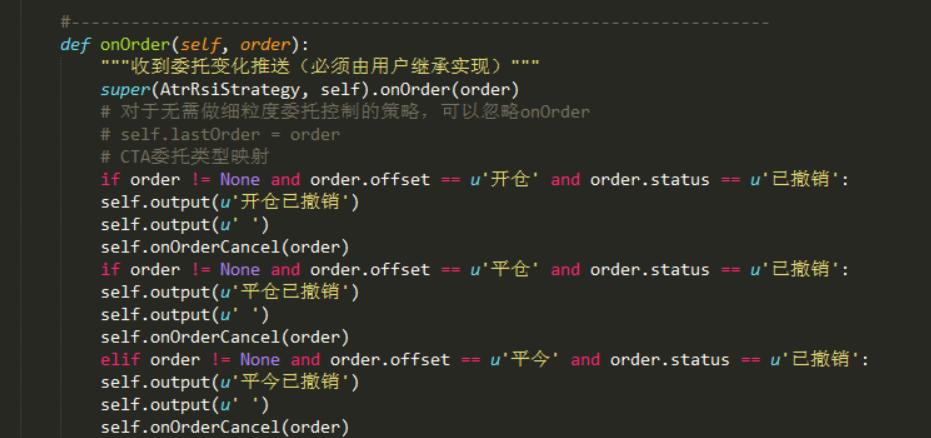 #----------------------------------------------------------------------
def onOrder(self, order):
"""收到委托变化推送（必须由用户继承实现）"""
super(AtrRsiStrategy, self).onOrder(order)
# 对于无需做细粒度委托控制的策略，可以忽略onOrder
# self.lastOrder = order
# CTA委托类型映射
if order != None and order.offset == u'开仓' and order.status == u'已撤销':
self.output(u'开仓已撤销')
self.output(u' ')
self.onOrderCancel(order)
if order != None and order.offset == u'平仓' and order.status == u'已撤销':
self.output(u'平仓已撤销')
self.output(u' ')
self.onOrderCancel(order)
elif order != None and order.offset == u'平今' and order.status == u'已撤销':
self.output(u'平今已撤销')
self.output(u' ')
self.onOrderCancel(order)